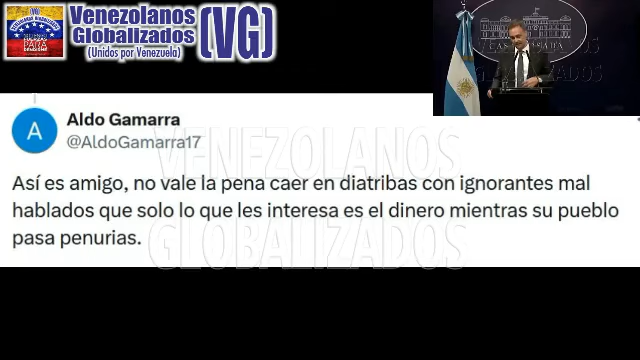 Venezolanos
Globalizados
(Unidos por Venezuela)
(VG)
CASA ROSADA
Aldo Gamarra
@AldoGamarra17
A
Así es amigo, no vale la pena caer en diatribas con ignorantes mal
hablados que solo lo que les interesa es el dinero mientras su pueblo
pasa penurias.
VENEZOLANOS
GLOBALIZADOS